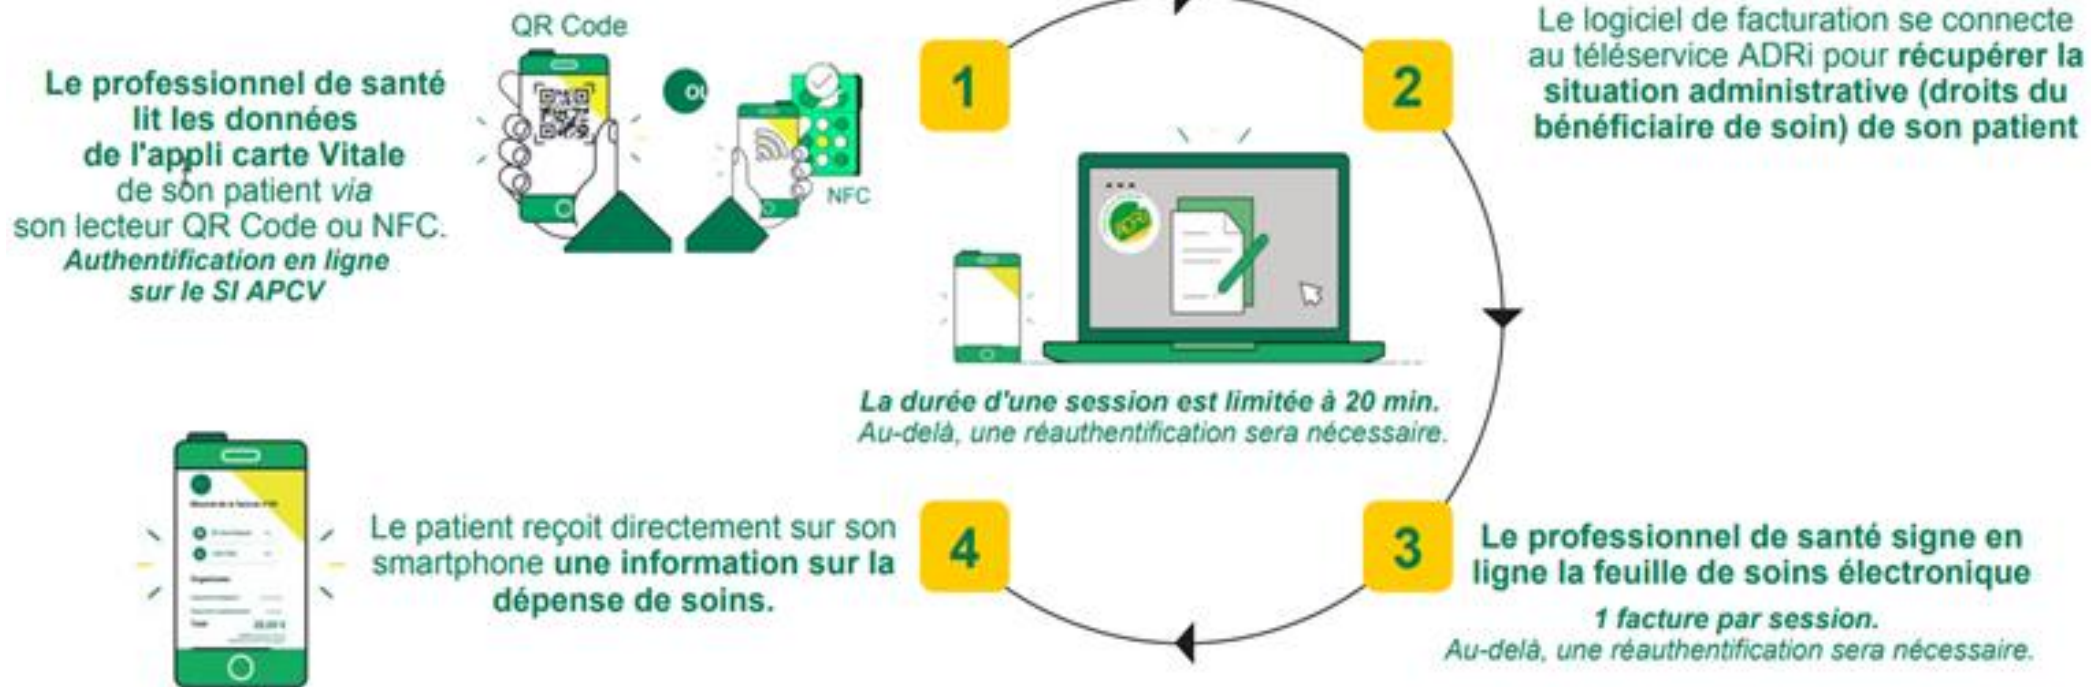 QR Code
Le professionnel de santé
lit les données
de l'appli carte Vitale
de son patient via
son lecteur QR Code ou NFC.
Authentification en ligne
sur le SI APCV
OU
NFC
1
2
Le logiciel de facturation se connecte
au téléservice ADRi pour récupérer la
situation administrative (droits du
bénéficiaire de soin) de son patient
ADRi
La durée d'une session est limitée à 20 min.
Au-delà, une réauthentification sera nécessaire.
3
Le professionnel de santé signe en
ligne la feuille de soins électronique
1 facture par session.
Au-delà, une réauthentification sera nécessaire.
4
Le patient reçoit directement sur son
smartphone une information sur la
dépense de soins.
Total